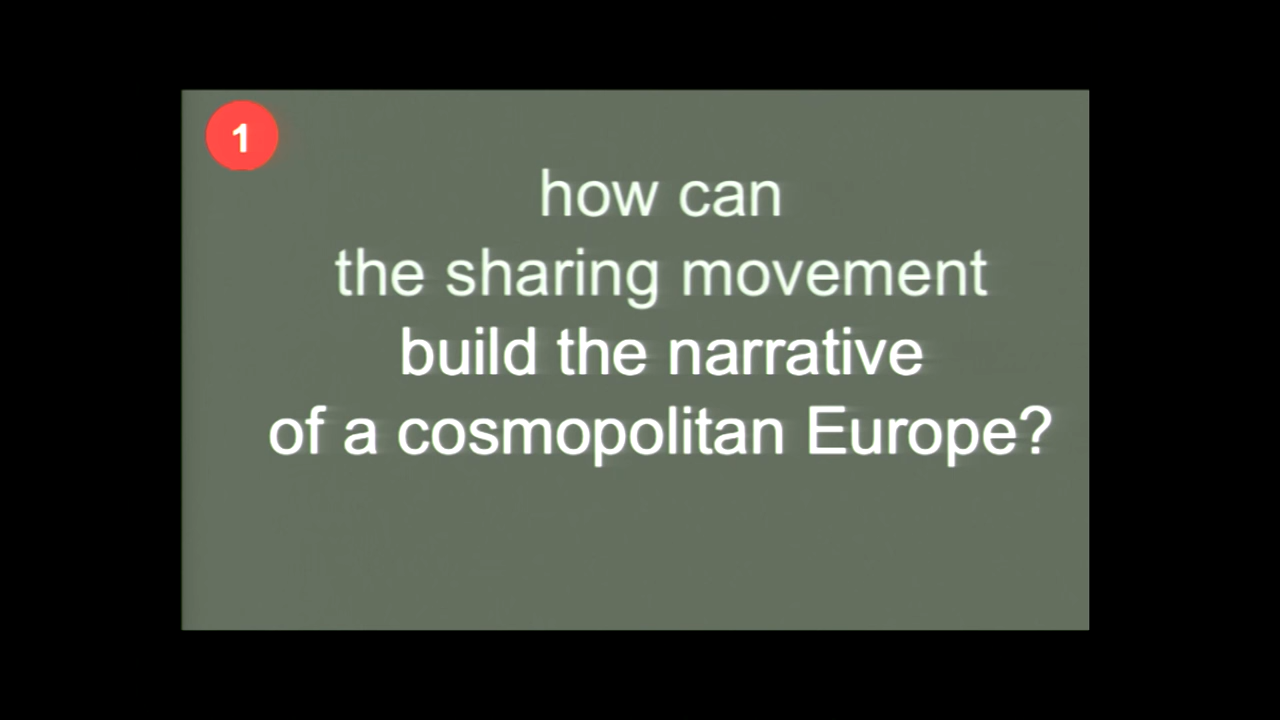 1
how can
the sharing movement
build the narrative
of a cosmopolitan Europe?